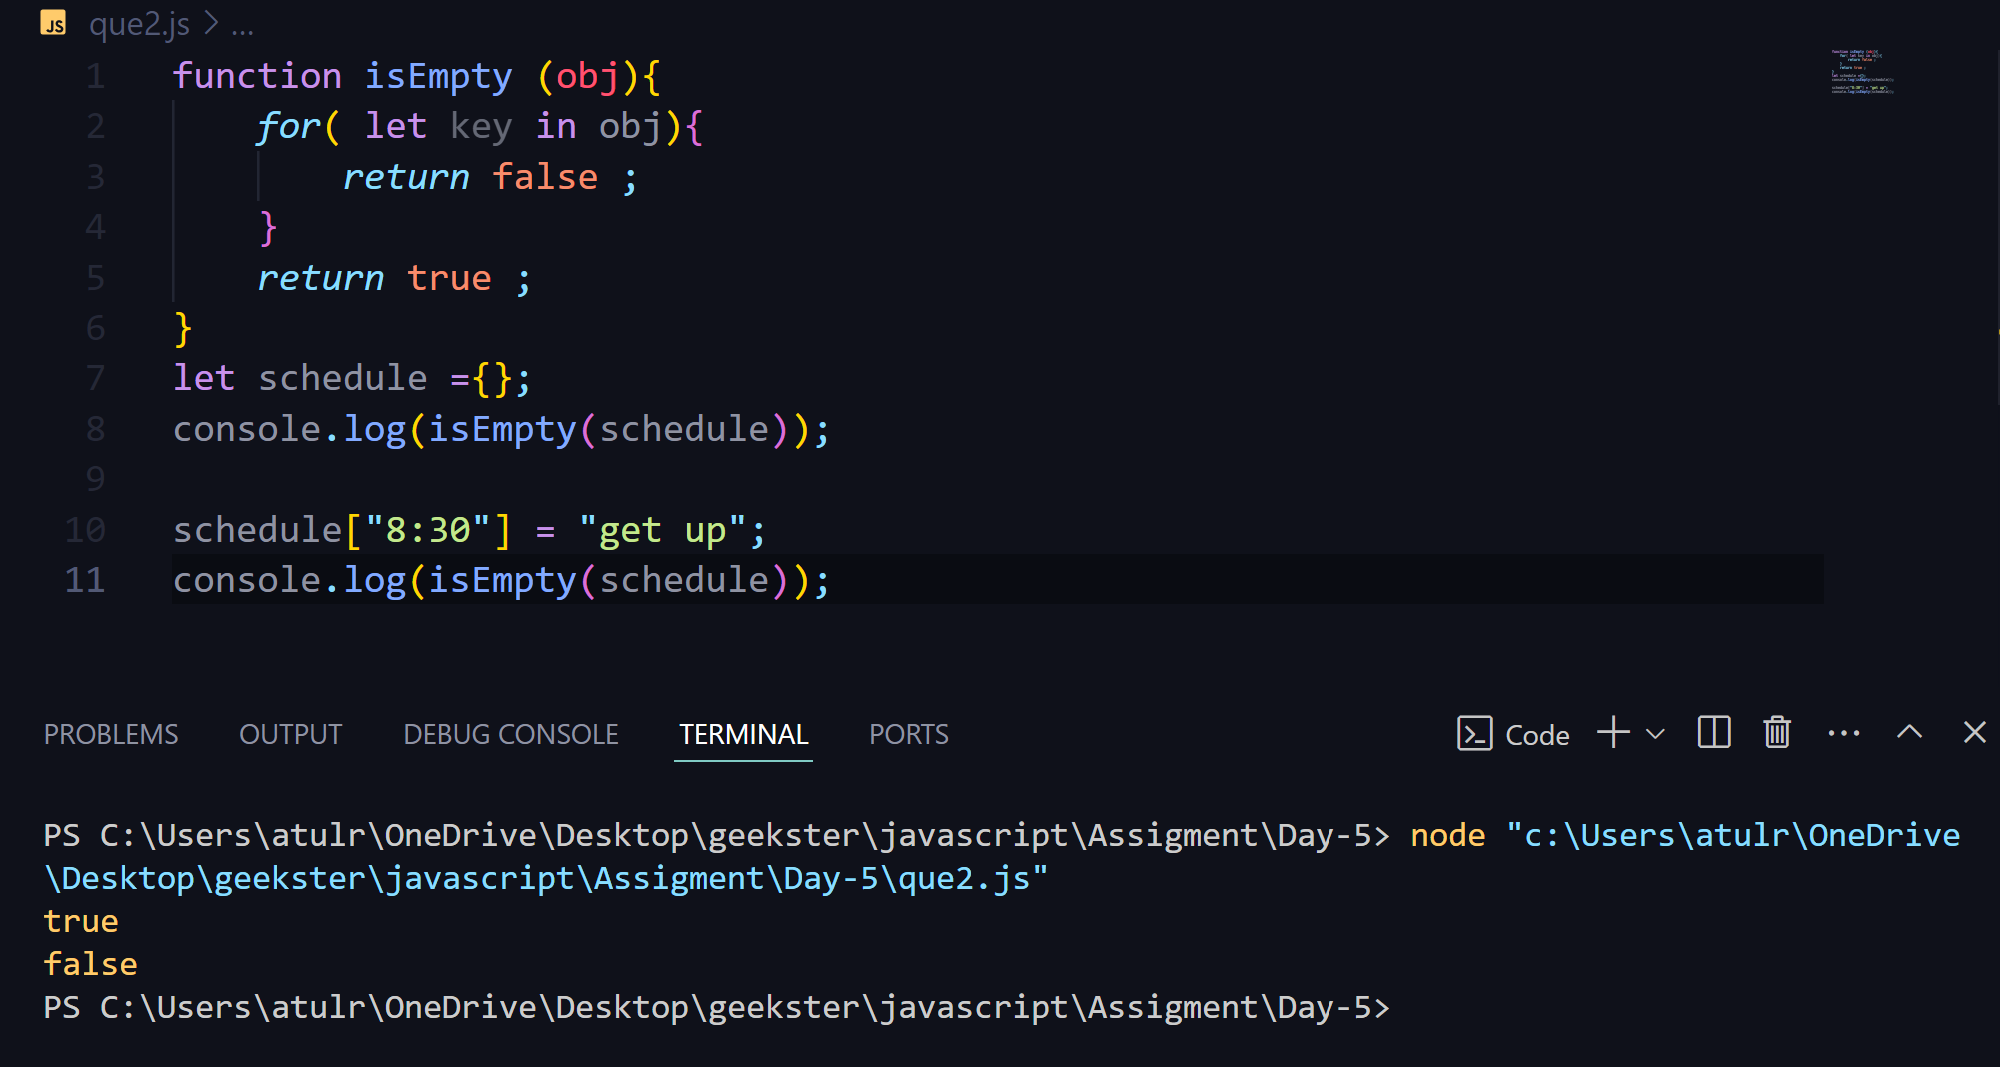 JS que2.js > ...
1 function isEmpty (obj){
2 for( let key in obj){
3 return false ;
4 }
5 return true ;
6 }
7 let schedule ={};
8 console.log(isEmpty(schedule));
9
10 schedule["8:30"] = "get up";
11 console.log(isEmpty(schedule));
PROBLEMS OUTPUT DEBUG CONSOLE TERMINAL PORTS Code
PS C:\Users\atulr\OneDrive\Desktop\geekster\javascript\Assigment\Day-5> node "c:\Users\atulr\OneDrive
\Desktop\geekster\javascript\Assigment\Day-5\que2.js"
true
false
PS C:\Users\atulr\OneDrive\Desktop\geekster\javascript\Assigment\Day-5>